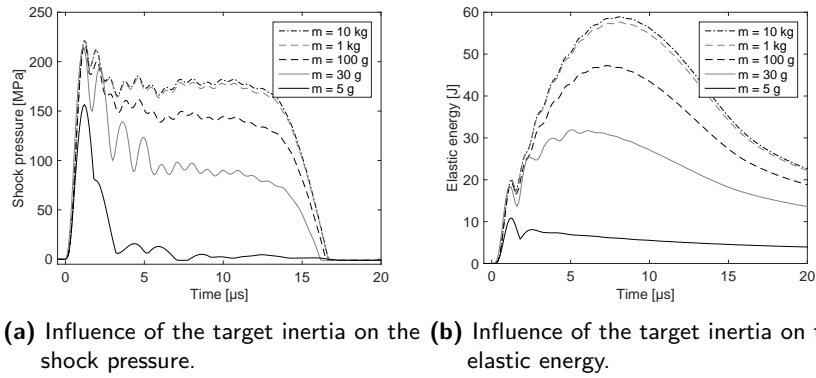 250
200
150
100
50
0
0 5 10 15 20
Shock pressure [MPa]
Time [µs]
m = 10 kg
m = 1 kg
m = 100 g
m = 30 g
m = 5 g
60
50
40
30
20
10
0
0 5 10 15 20
Elastic energy [J]
Time [µs]
m = 10 kg
m = 1 kg
m = 100 g
m = 30 g
m = 5 g
(a) Influence of the target inertia on the
shock pressure.
(b) Influence of the target inertia on
elastic energy.